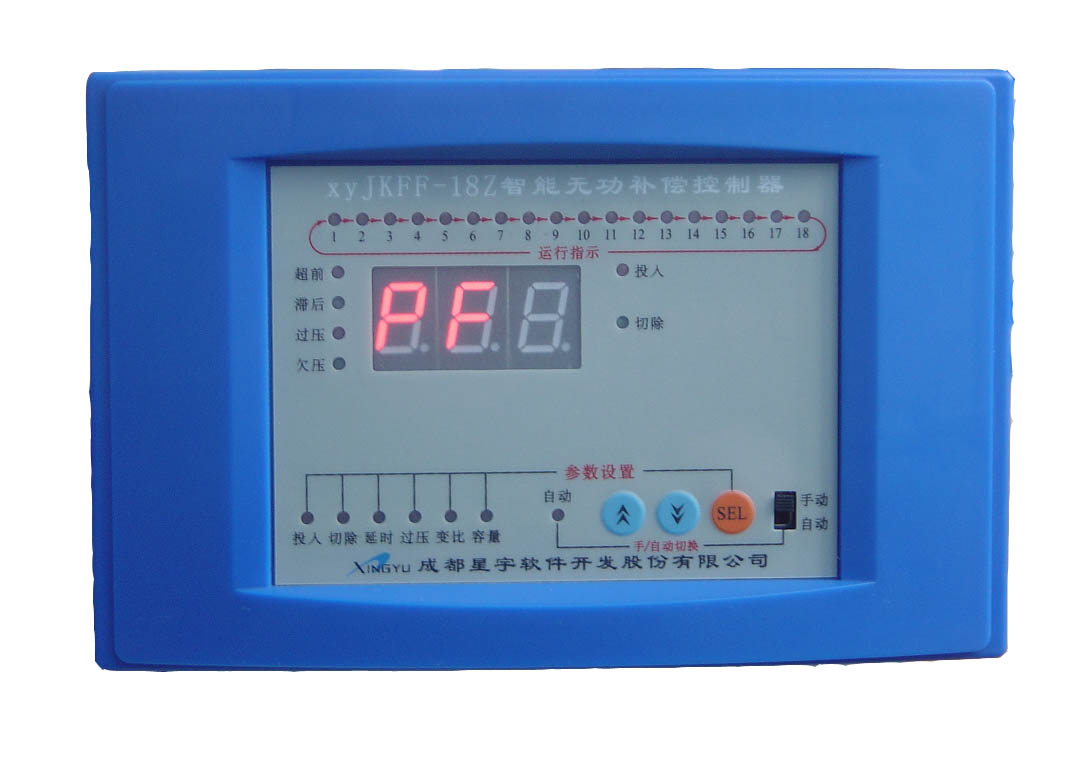 xyJKFF-18Z智能无功补偿控制器
1 2 3 4 5 6 7 8 9 10 11 12 13 14 15 16 17 18
运行指示
超前
滞后
过压
欠压
PF
投入
切除
参数设置
投入 切除 延时 过压 变比 容量
自动
SEL
手动
自动
手/自动切换
XINGYU 成都星宇软件开发股份有限公司